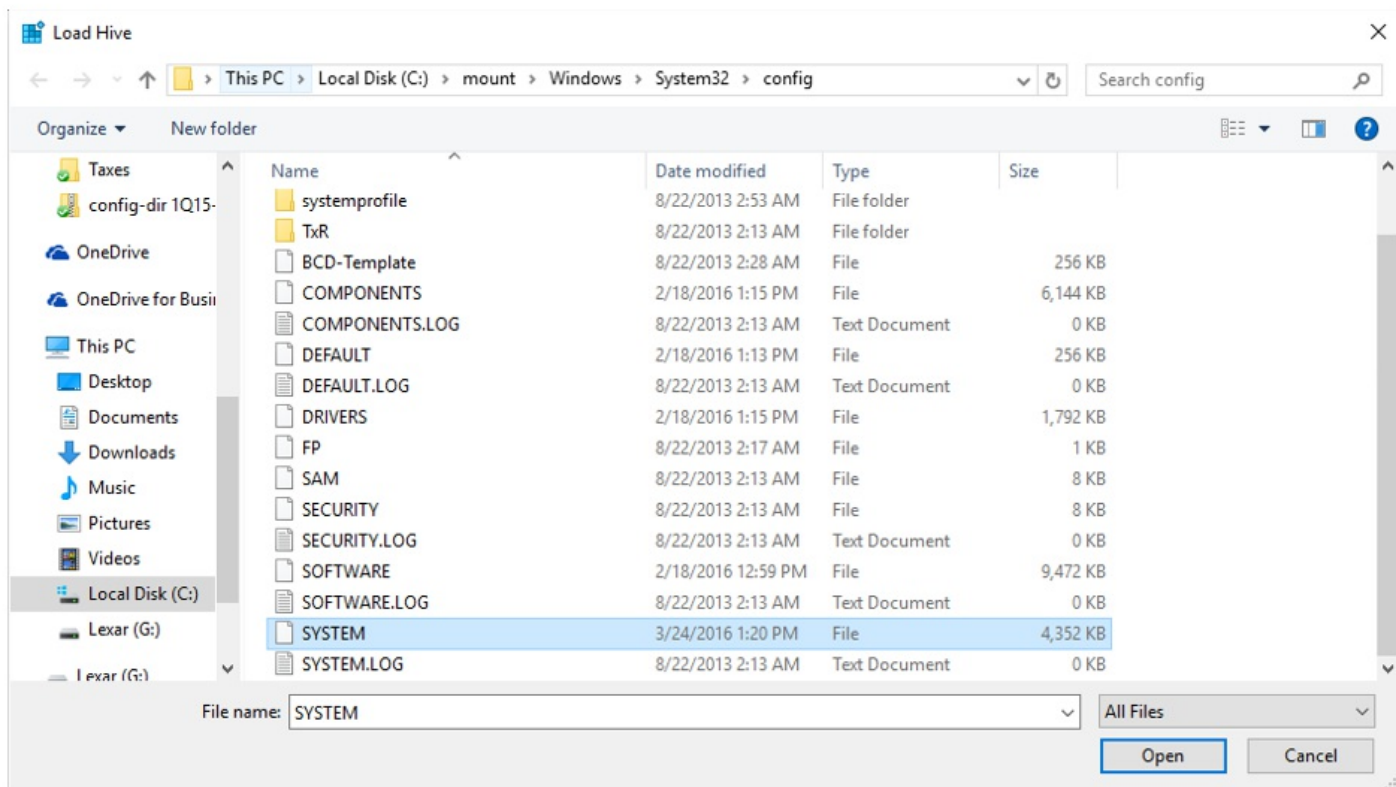 Load Hive
This PC > Local Disk (C:) > mount > Windows > System32 > config
Search config
Organize
New folder
Taxes
config-dir 1Q15-
OneDrive
OneDrive for Busi
This PC
Desktop
Documents
Downloads
Music
Pictures
Videos
Local Disk (C:)
Lexar (G:)
Lexar (G:)
Name Date modified Type Size
systemprofile 8/22/2013 2:53 AM File folder
TxR 8/22/2013 2:13 AM File folder
BCD-Template 8/22/2013 2:28 AM File 256 KB
COMPONENTS 2/18/2016 1:15 PM File 6,144 KB
COMPONENTS.LOG 8/22/2013 2:13 AM Text Document 0 KB
DEFAULT 2/18/2016 1:13 PM File 256 KB
DEFAULT.LOG 8/22/2013 2:13 AM Text Document 0 KB
DRIVERS 2/18/2016 1:15 PM File 1,792 KB
FP 8/22/2013 2:17 AM File 1 KB
SAM 8/22/2013 2:13 AM File 8 KB
SECURITY 8/22/2013 2:13 AM File 8 KB
SECURITY.LOG 8/22/2013 2:13 AM Text Document 0 KB
SOFTWARE 2/18/2016 12:59 PM File 9,472 KB
SOFTWARE.LOG 8/22/2013 2:13 AM Text Document 0 KB
SYSTEM 3/24/2016 1:20 PM File 4,352 KB
SYSTEM.LOG 8/22/2013 2:13 AM Text Document 0 KB
File name: SYSTEM
All Files
Open
Cancel